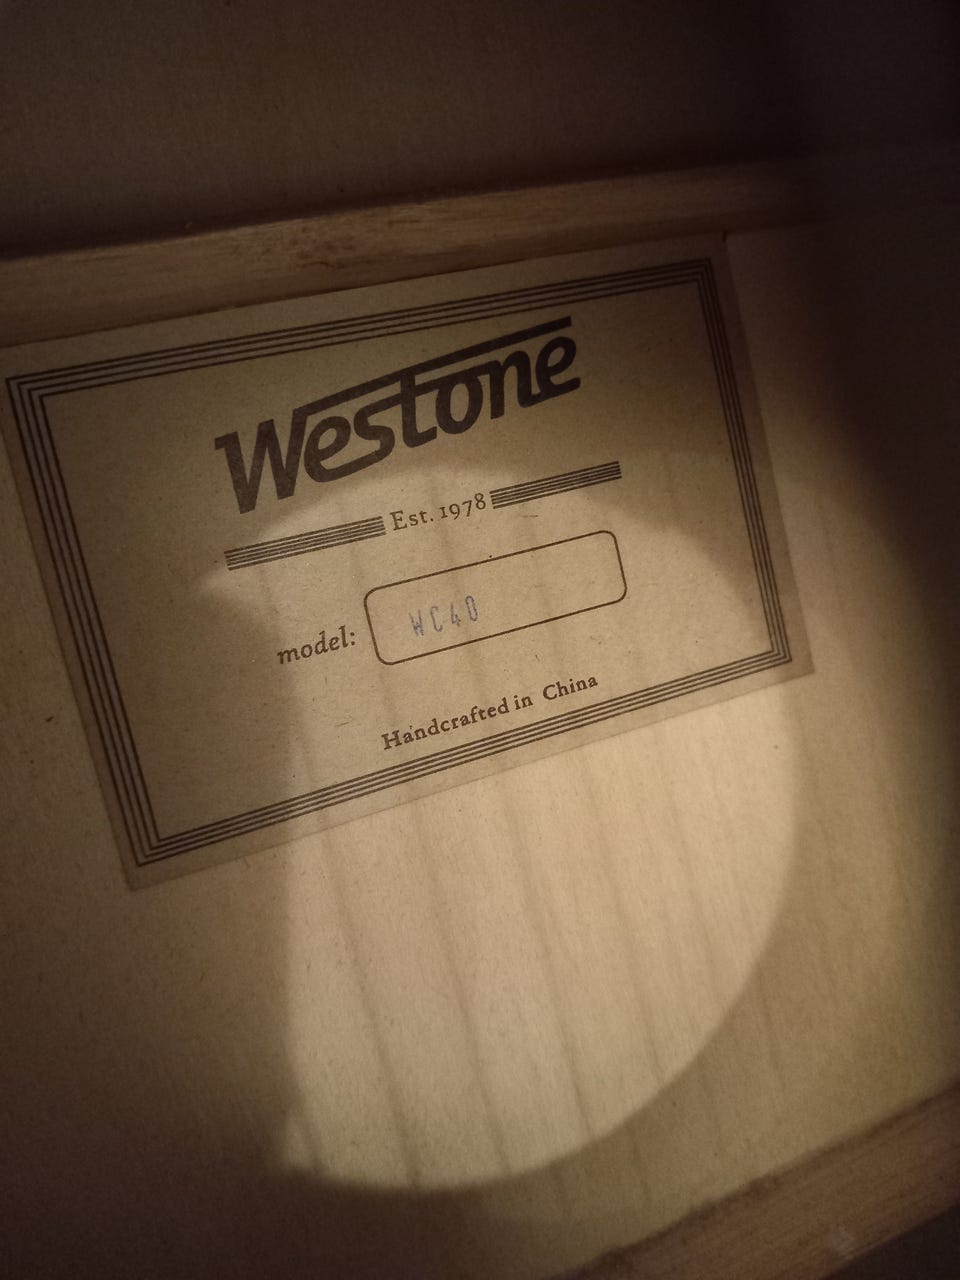 Westone
Est. 1978
model: WC40
Handcrafted in China